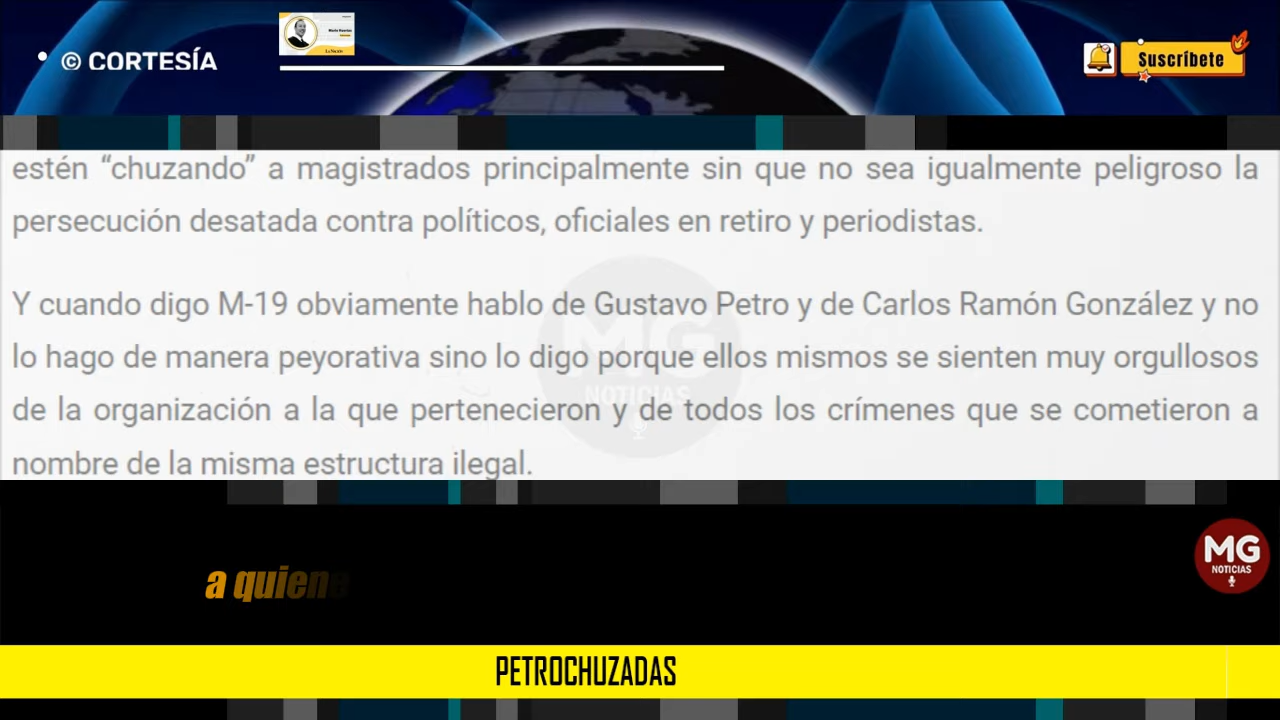 © CORTESÍA
Suscríbete
estén “chuzando” a magistrados principalmente sin que no sea igualmente peligroso la
persecución desatada contra políticos, oficiales en retiro y periodistas.
Y cuando digo M-19 obviamente hablo de Gustavo Petro y de Carlos Ramón González y no
lo hago de manera peyorativa sino lo digo porque ellos mismos se sienten muy orgullosos
de la organización a la que pertenecieron y de todos los crímenes que se cometieron a
nombre de la misma estructura ilegal.
MG
NOTICIAS
a quiene
MG
NOTICIAS
PETROCHUZADAS